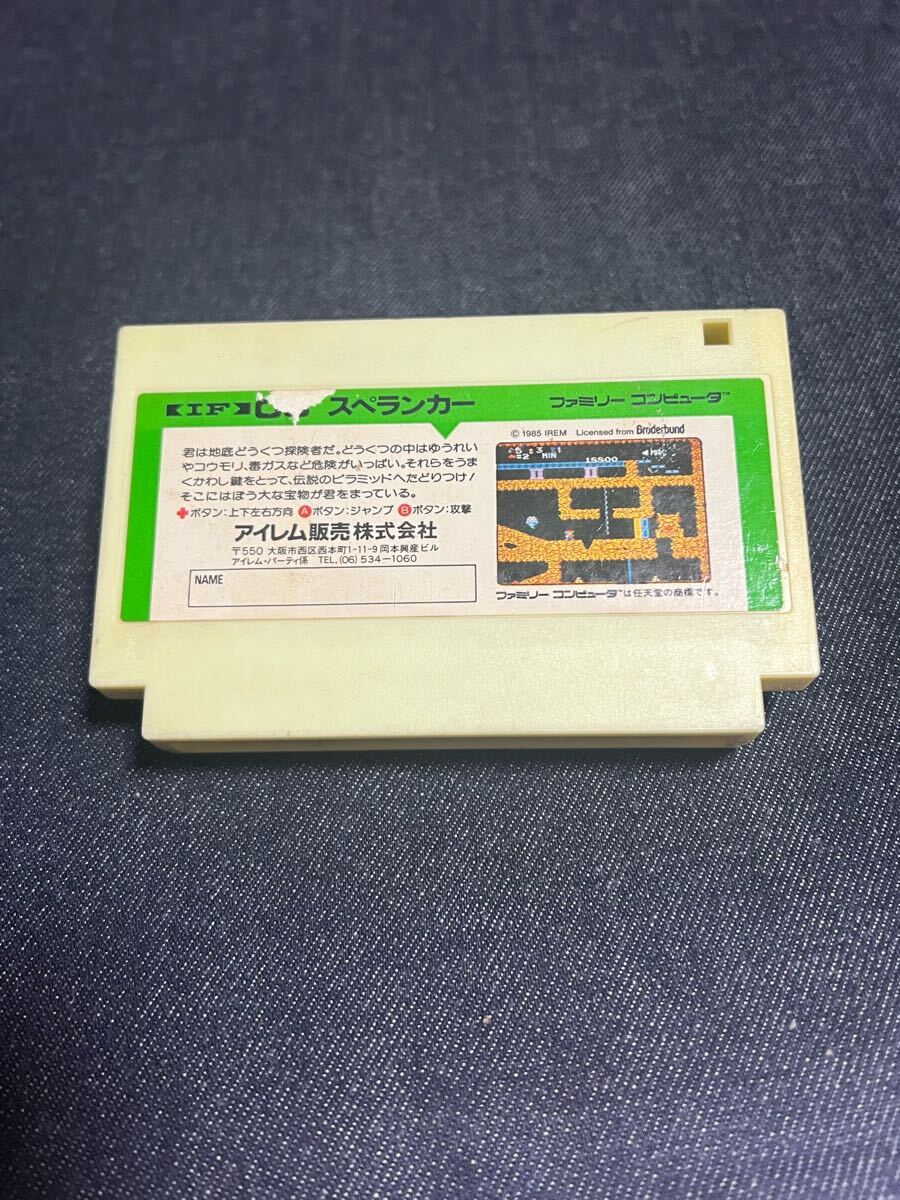 スペランカー
ファミリー コンピュータ™
© 1985 IREM Licensed from Brøderbund
君は地底どうくつ探険者だ。どうくつの中はゆうれい
やコウモリ、毒ガスなど危険がいっぱい。それらをうま
くかわし鍵をとって、伝説のピラミッドへたどりつけ!
そこにはぼう大な宝物が君をまっている。
ボタン:上下左右方向 Aボタン:ジャンプ Bボタン:攻撃
アイレム販売株式会社
〒550 大阪市西区西本町1-11-9 岡本興産ビル
アイレム・パーティ係 TEL.(06) 534-1060
NAME
15500
MIN
ファミリー コンピュータ™は任天堂の商標です。